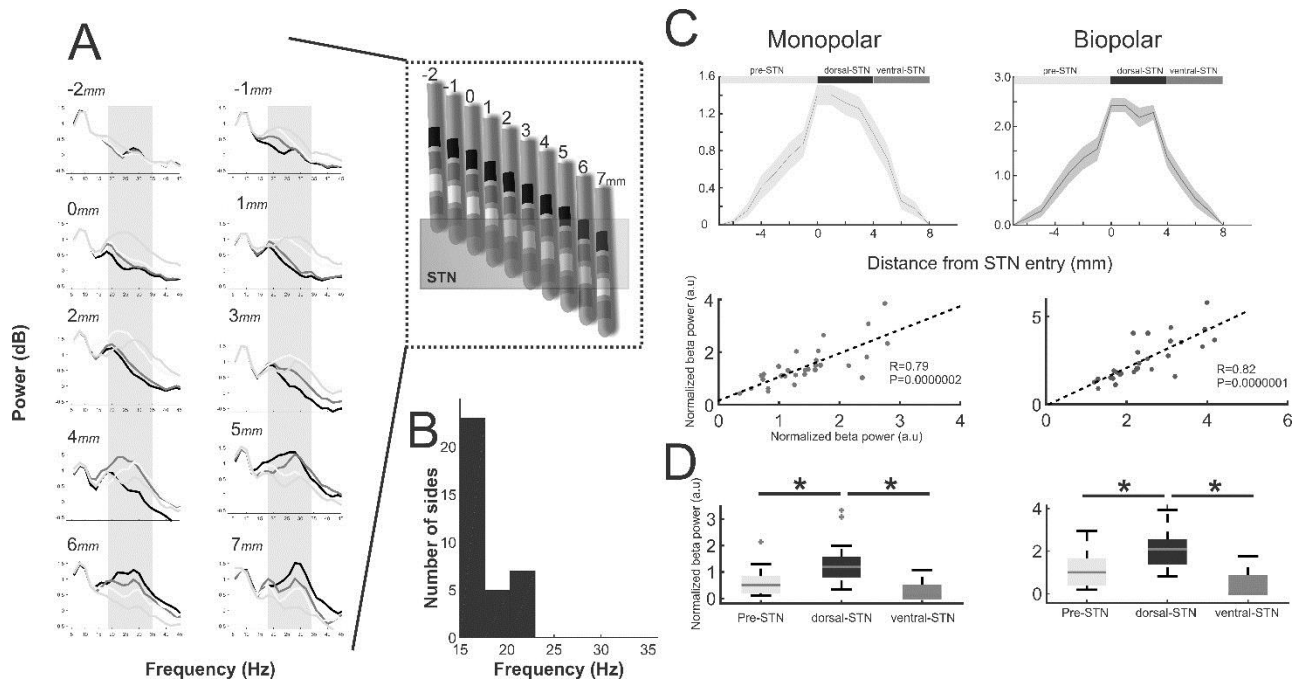 A
-2mm
-1mm
0mm
1mm
2mm
3mm
4mm
5mm
6mm
7mm
Power (dB)
Frequency (Hz)
-2
-1
0
1
2
3
4
5
6
7mm
STN
B
20
10
0
Number of sides
15 20 25 30 35
Frequency (Hz)
C
Monopolar
Biopolar
pre-STN dorsal-STN ventral-STN
1.6
1.2
0.8
0.4
0
-4 0 4 8
pre-STN dorsal-STN ventral-STN
3.0
2.0
1.0
0
-4 0 4 8
Distance from STN entry (mm)
Normalized beta power (a.u)
4
2
0
0 1 2 3 4
R=0.79
P=0.0000002
Normalized beta power (a.u)
Normalized beta power (a.u)
5
0
0 2 4 6
R=0.82
P=0.0000001
D
Normalized beta power (a.u)
3
2
1
0
* *
Pre-STN dorsal-STN ventral-STN
4
2
0
* *
Pre-STN dorsal-STN ventral-STN